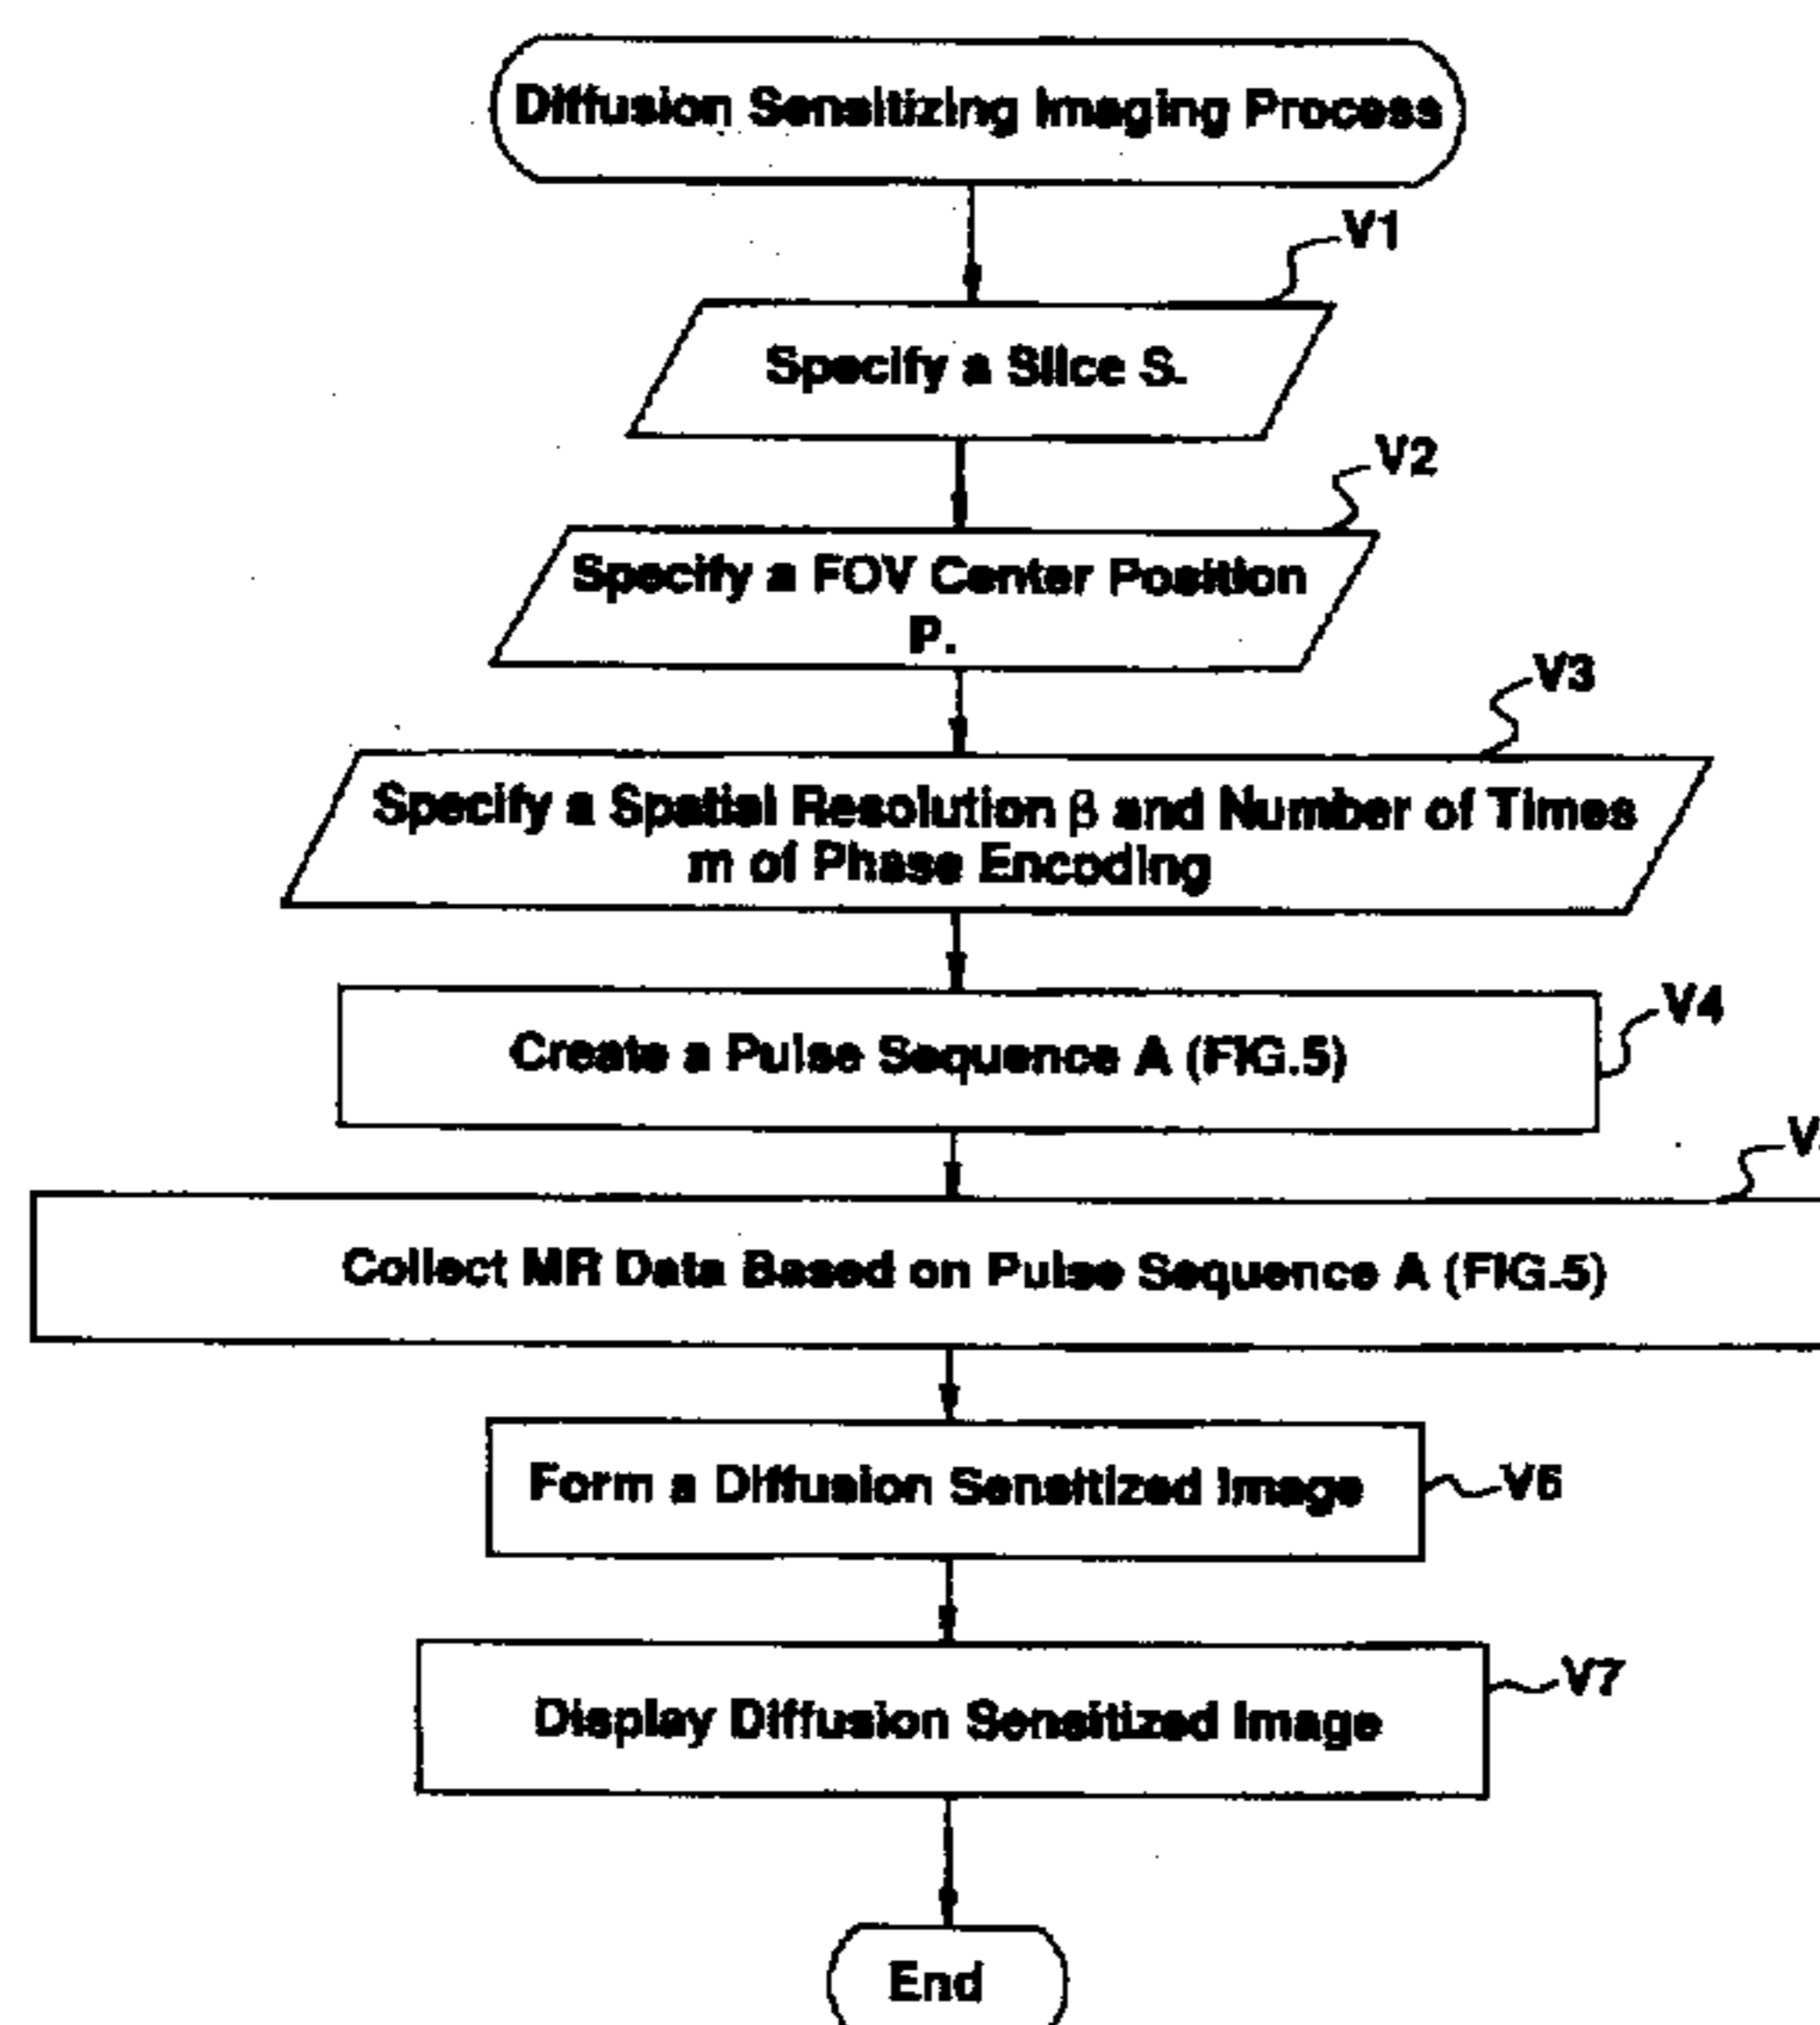 Diffusion Sensitizing Imaging Process
V1
Specify a Slice S.
V2
Specify a FOV Center Position
P.
V3
Specify a Spatial Resolution β and Number of Times
m of Phase Encoding
V4
Create a Pulse Sequence A (FIG.5)
Collect MR Data Based on Pulse Sequence A (FIG.5)
Form a Diffusion Sensitized Image
V6
Display Diffusion Sensitized Image
V7
End